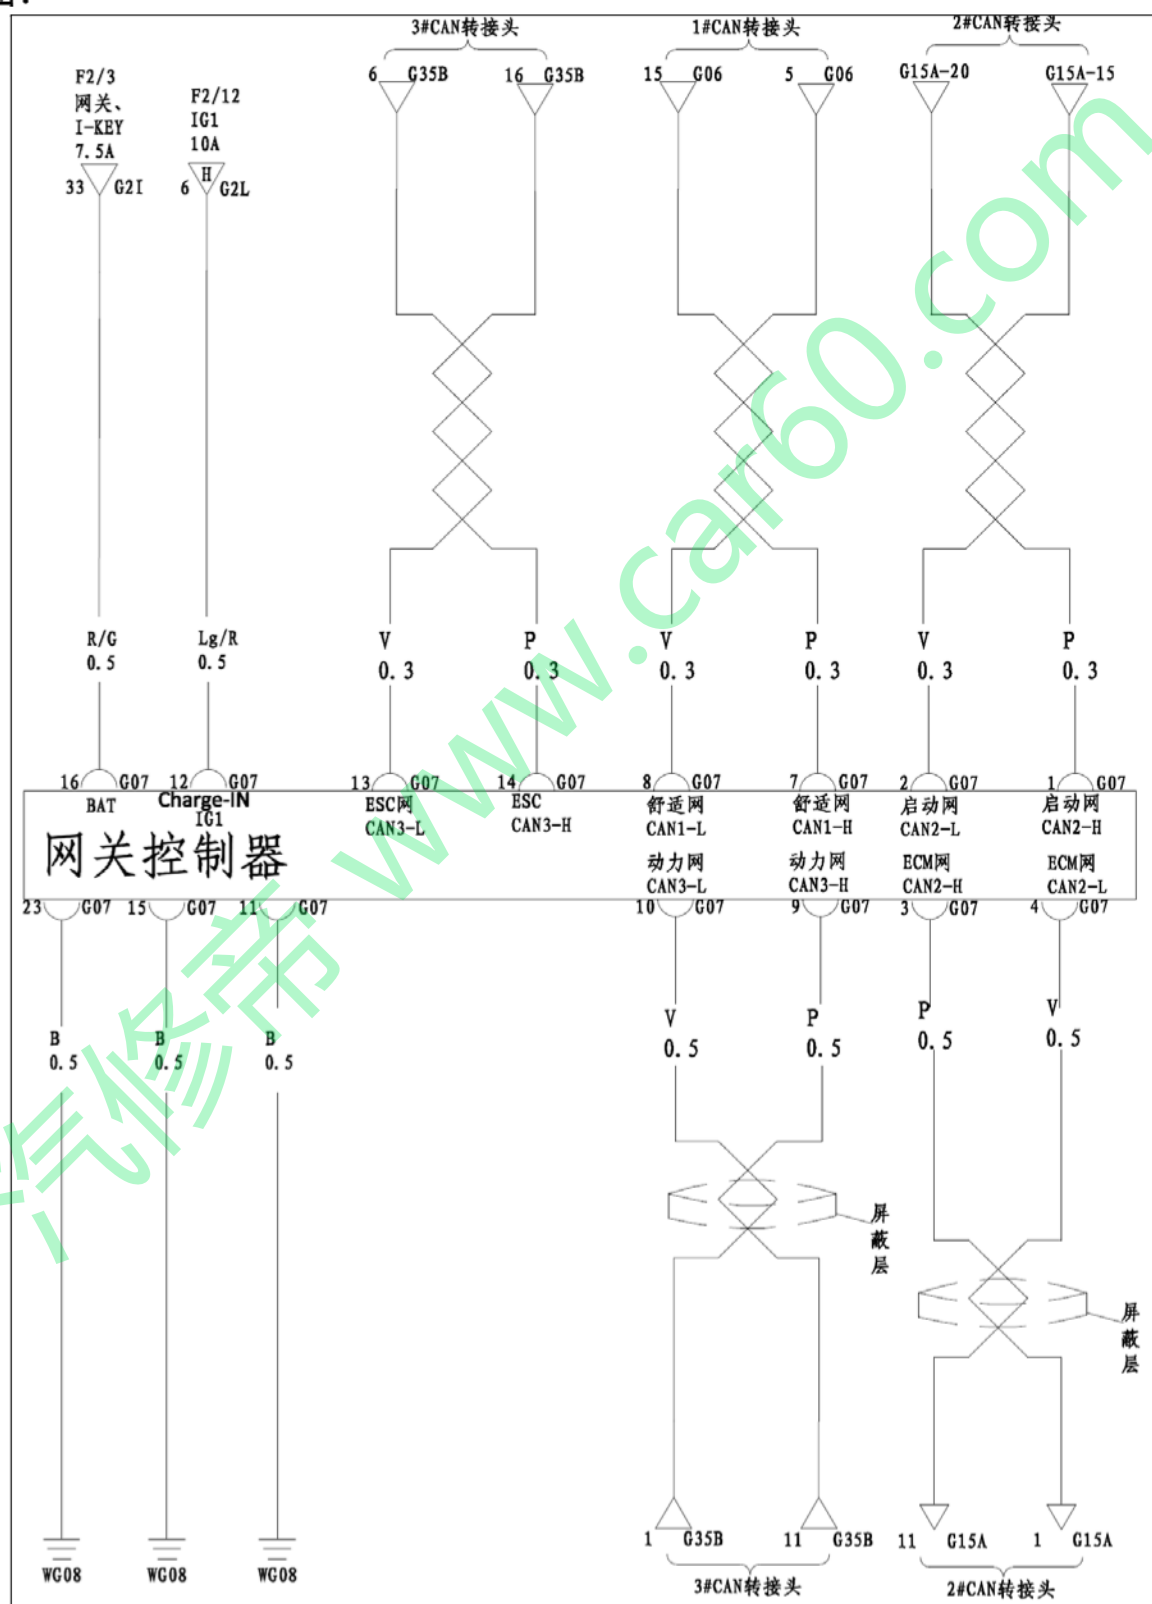 3#CAN转接头
1#CAN转接头
2#CAN转接头
6 G35B
16 G35B
15 G06
5 G06
G15A-20
G15A-15
F2/3
网关、
I-KEY
7.5A
33 G2I
F2/12
IG1
10A
H
6 G2L
R/G
0.5
Lg/R
0.5
V
0.3
P
0.3
V
0.3
P
0.3
V
0.3
P
0.3
16 G07
12 G07
13 G07
14 G07
8 G07
7 G07
2 G07
1 G07
BAT
Charge-IN
IG1
ESC网
CAN3-L
ESC
CAN3-H
舒适网
CAN1-L
舒适网
CAN1-H
启动网
CAN2-L
启动网
CAN2-H
网关控制器
动力网
CAN3-L
动力网
CAN3-H
ECM网
CAN2-H
ECM网
CAN2-L
23 G07
15 G07
11 G07
10 G07
9 G07
3 G07
4 G07
B
0.5
B
0.5
B
0.5
V
0.5
P
0.5
P
0.5
V
0.5
屏
蔽
层
屏
蔽
层
WG08
WG08
WG08
1 G35B
11 G35B
11 G15A
1 G15A
3#CAN转接头
2#CAN转接头
汽修帝 www.car60.com